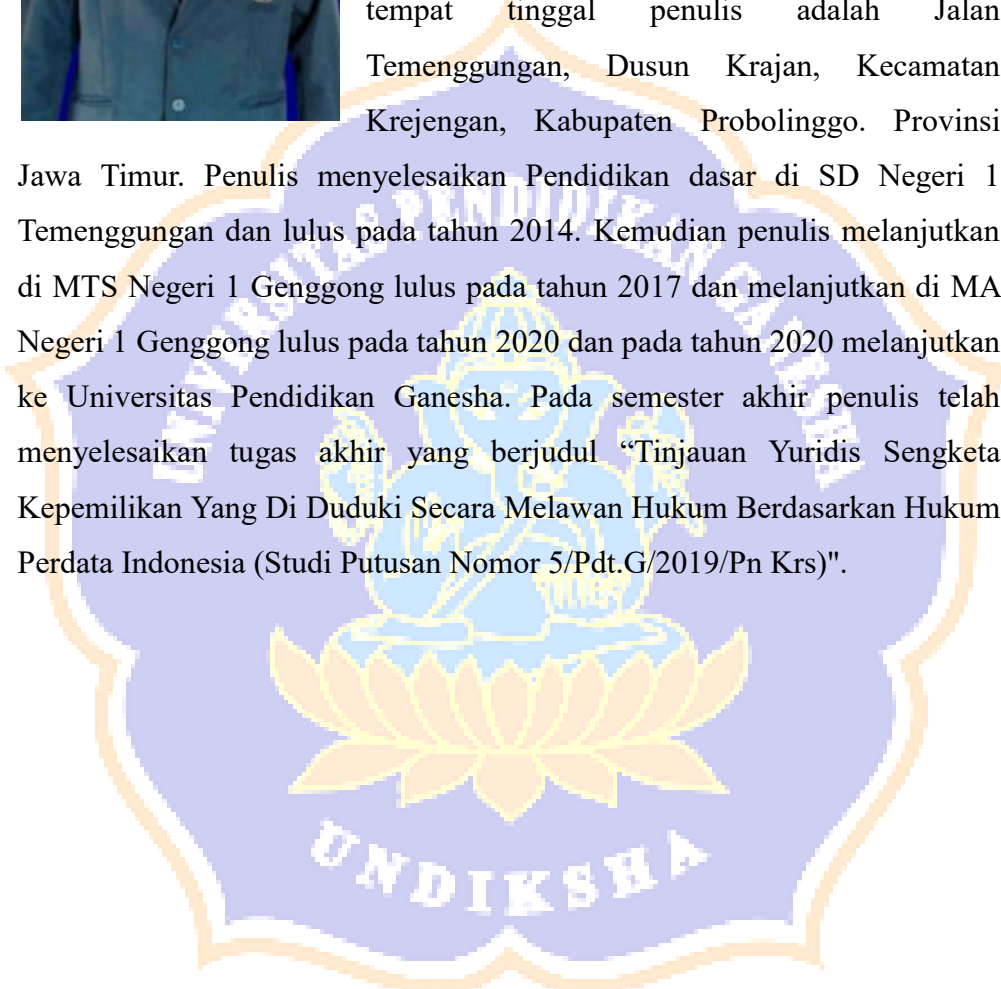 tempat tinggal penulis adalah Jalan
Temenggungan, Dusun Krajan, Kecamatan
Krejengan, Kabupaten Probolinggo. Provinsi
Jawa Timur. Penulis menyelesaikan Pendidikan dasar di SD Negeri 1
Temenggungan dan lulus pada tahun 2014. Kemudian penulis melanjutkan
di MTS Negeri 1 Genggong lulus pada tahun 2017 dan melanjutkan di MA
Negeri 1 Genggong lulus pada tahun 2020 dan pada tahun 2020 melanjutkan
ke Universitas Pendidikan Ganesha. Pada semester akhir penulis telah
menyelesaikan tugas akhir yang berjudul “Tinjauan Yuridis Sengketa
Kepemilikan Yang Di Duduki Secara Melawan Hukum Berdasarkan Hukum
Perdata Indonesia (Studi Putusan Nomor 5/Pdt.G/2019/Pn Krs)".
UNIVERSITAS PENDIDIKAN GANESHA
UNDIKSHA